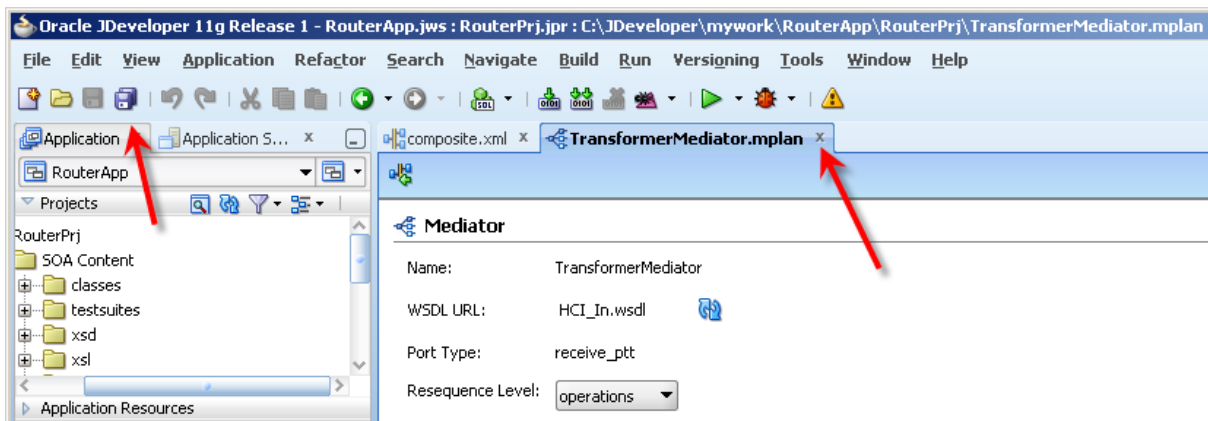 Oracle JDeveloper 11g Release 1 - RouterApp.jws : RouterPrj.jpr : C:\JDeveloper\mywork\RouterApp\RouterPrj\TransformerMediator.mplan
File Edit View Application Refactor Search Navigate Build Run Versioning Tools Window Help
Application Application S... x composite.xml x TransformerMediator.mplan x
RouterApp
Projects
RouterPrj
Mediator
SOA Content
Name: TransformerMediator
classes
testsuites
WSDL URL: HCI_In.wsdl
xsd
Port Type: receive_ptt
xsl
Resequence Level: operations
Application Resources